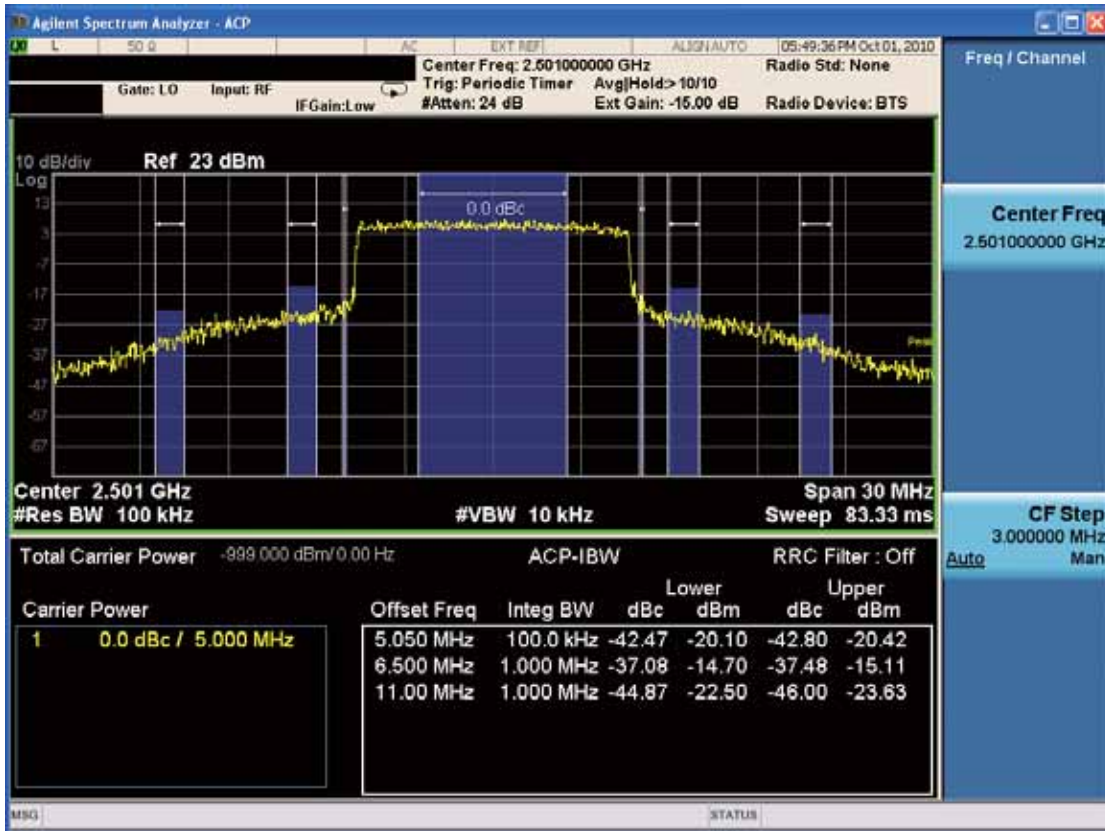 Agilent Spectrum Analyzer - ACP
L 50 Ω AC EXT REF ALIGN AUTO 05:49:36 PM Oct 01, 2010
Center Freq: 2.501000000 GHz Radio Std: None
Gate: LO Input: RF Trig: Periodic Timer Avg|Hold:> 10/10
IFGain:Low #Atten: 24 dB Ext Gain: -15.00 dB Radio Device: BTS
10 dB/div Ref 23 dBm
Log
13
3
-7
-17
-27
-37
-47
-57
-67
0.0 dBc
Center 2.501 GHz Span 30 MHz
#Res BW 100 kHz #VBW 10 kHz Sweep 83.33 ms
Total Carrier Power -999.000 dBm/ 0.00 Hz ACP-IBW RRC Filter : Off
Lower Upper
Carrier Power Offset Freq Integ BW dBc dBm dBc dBm
1 0.0 dBc / 5.000 MHz
5.050 MHz 100.0 kHz -42.47 -20.10 -42.80 -20.42
6.500 MHz 1.000 MHz -37.08 -14.70 -37.48 -15.11
11.00 MHz 1.000 MHz -44.87 -22.50 -46.00 -23.63
MSG STATUS
Freq / Channel
Center Freq
2.501000000 GHz
CF Step
3.000000 MHz
Auto Man